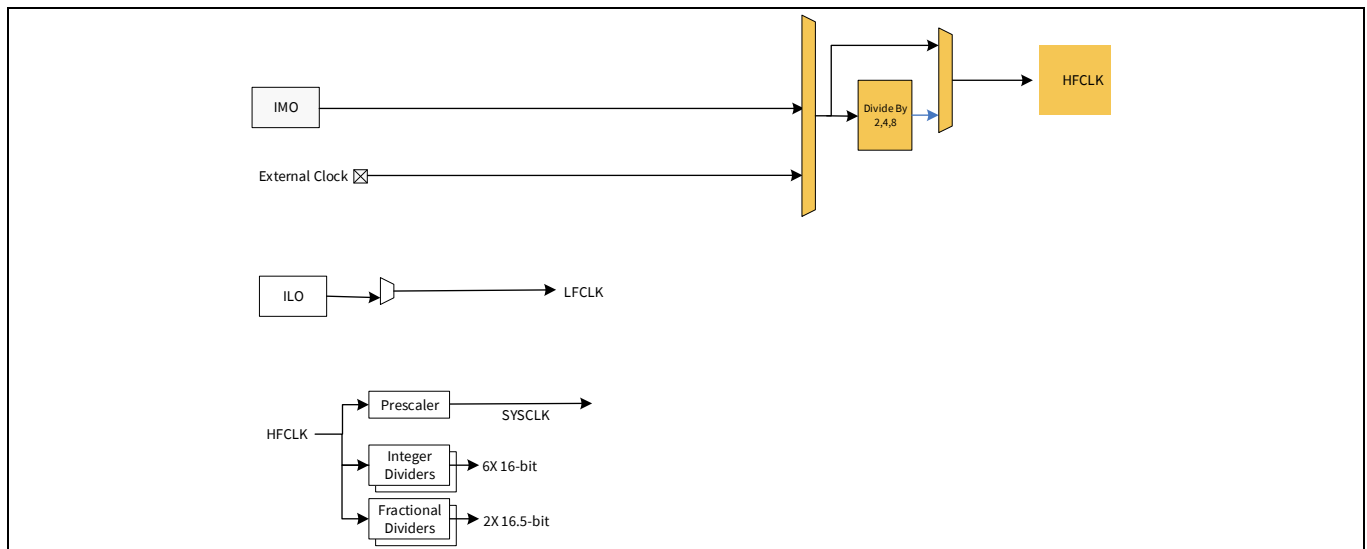 IMO
Divide By
2,4,8
HFCLK
External Clock
ILO
LFCLK
Prescaler
SYSCLK
HFCLK
Integer
Dividers
6X 16-bit
Fractional
Dividers
2X 16.5-bit